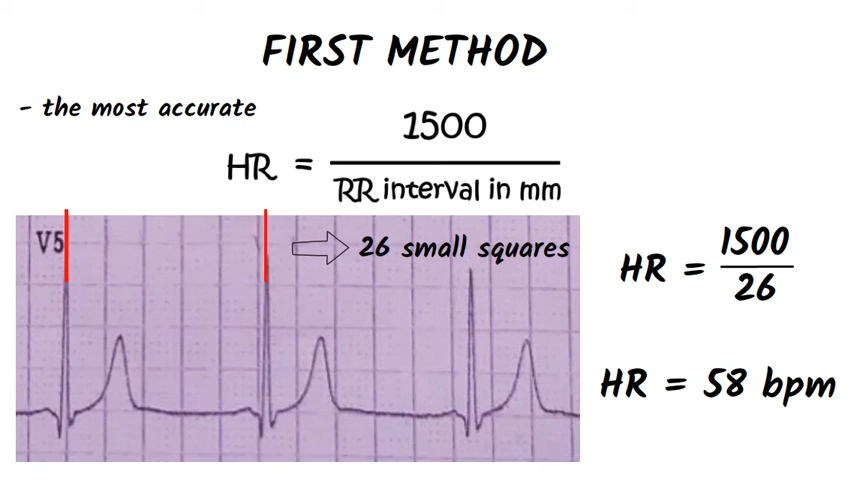 FIRST METHOD
- the most accurate
HR = 1500
RR interval in mm
V5
26 small squares
HR = 1500
26
HR = 58 bpm